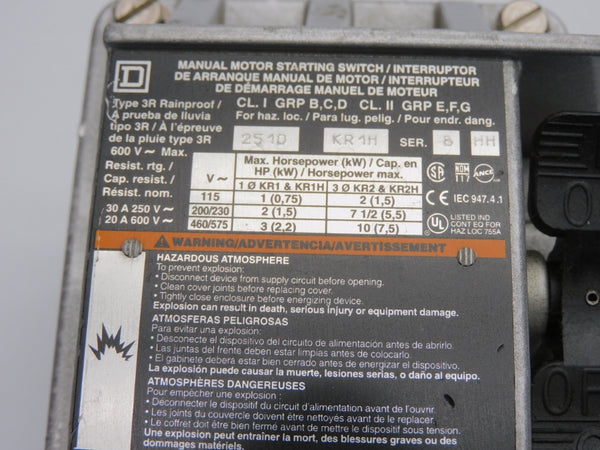 MANUAL MOTOR STARTING SWITCH / INTERRUPTOR
DE ARRANQUE MANUAL DE MOTOR / INTERRUPTEUR
DE DÉMARRAGE MANUEL DE MOTEUR
Type 3R Rainproof / CL. I GRP B,C,D CL. II GRP E,F,G
A prueba de lluvia For haz. loc. / Para lug. pelig. / Pour endr. dang.
tipo 3R / À l'épreuve
de la pluie type 3R 2510 KR1H SER. B HH
600 V ~ Max.
Resist. rtg. /
Cap. resist. /
Résist. nom.
30 A 250 V ~
20 A 600 V ~
V ~ Max. Horsepower (kW) / Cap. en
HP (kW) / Horsepower max.
1 Ø KR1 & KR1H 3 Ø KR2 & KR2H
115 1 (0,75) 2 (1,5)
200/230 2 (1,5) 7 1/2 (5,5)
460/575 3 (2,2) 10 (7,5)
SA NOM ANCE
CE IEC 947.4.1
UL LISTED IND
CONT EQ FOR
HAZ LOC 755A
WARNING/ADVERTENCIA/AVERTISSEMENT
HAZARDOUS ATMOSPHERE
To prevent explosion:
• Disconnect device from supply circuit before opening.
• Clean cover joints before replacing cover.
• Tightly close enclosure before energizing device.
Explosion can result in death, serious injury or equipment damage.
ATMOSFERAS PELIGROSAS
Para evitar una explosión:
• Desconecte el dispositivo del circuito de alimentación antes de abrirlo.
• Las juntas del frente deben estar limpias antes de colocarlo.
• El gabinete deberá estar bien cerrado antes de energizar el dispositivo.
La explosión puede causar la muerte, lesiones serias, o daño al equipo.
ATMOSPHÈRES DANGEREUSES
Pour empêcher une explosion:
• Déconnecter le dispositif du circuit d'alimentation avant de l'ouvrir.
• Les joints du couvercle doivent être nettoyés avant de le replacer.
• Le coffret doit être bien fermé avant de mettre le dispositif sous tension.
Une explosion peut entraîner la mort, des blessures graves ou des
dommages matériels.